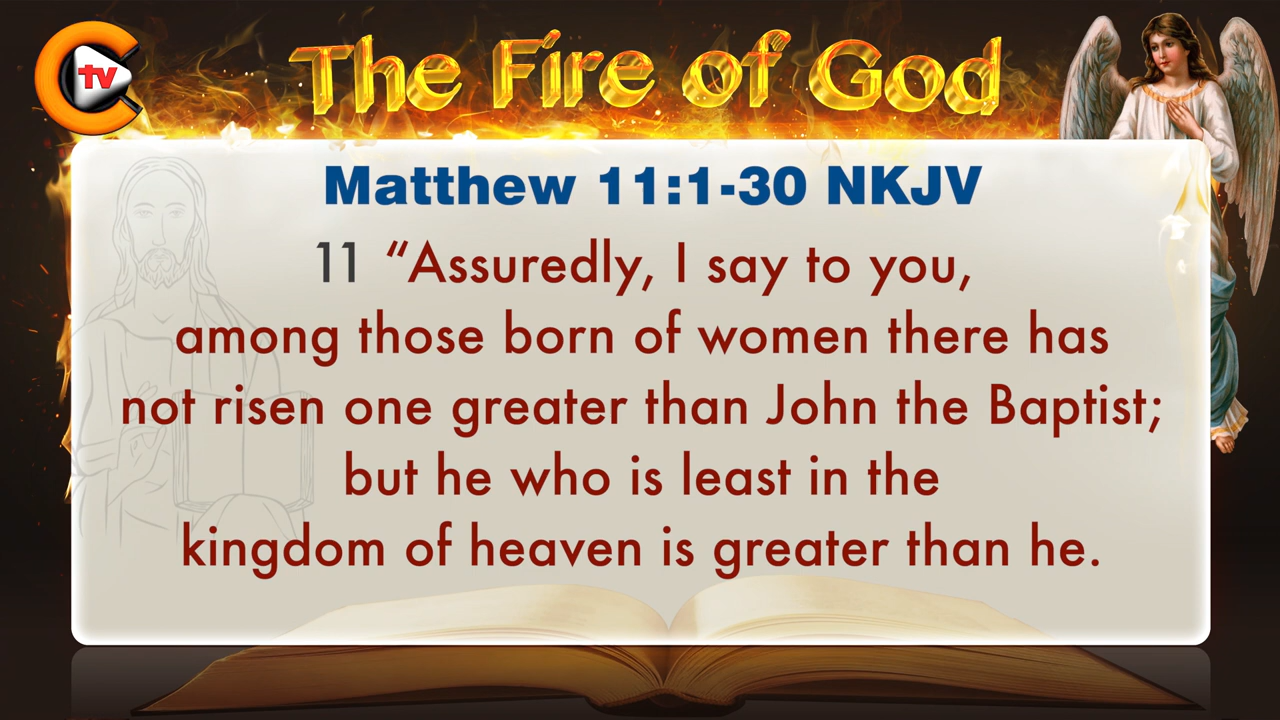 tv
The Fire of God
Matthew 11:1-30 NKJV
11 “Assuredly, I say to you,
among those born of women there has
not risen one greater than John the Baptist;
but he who is least in the
kingdom of heaven is greater than he.